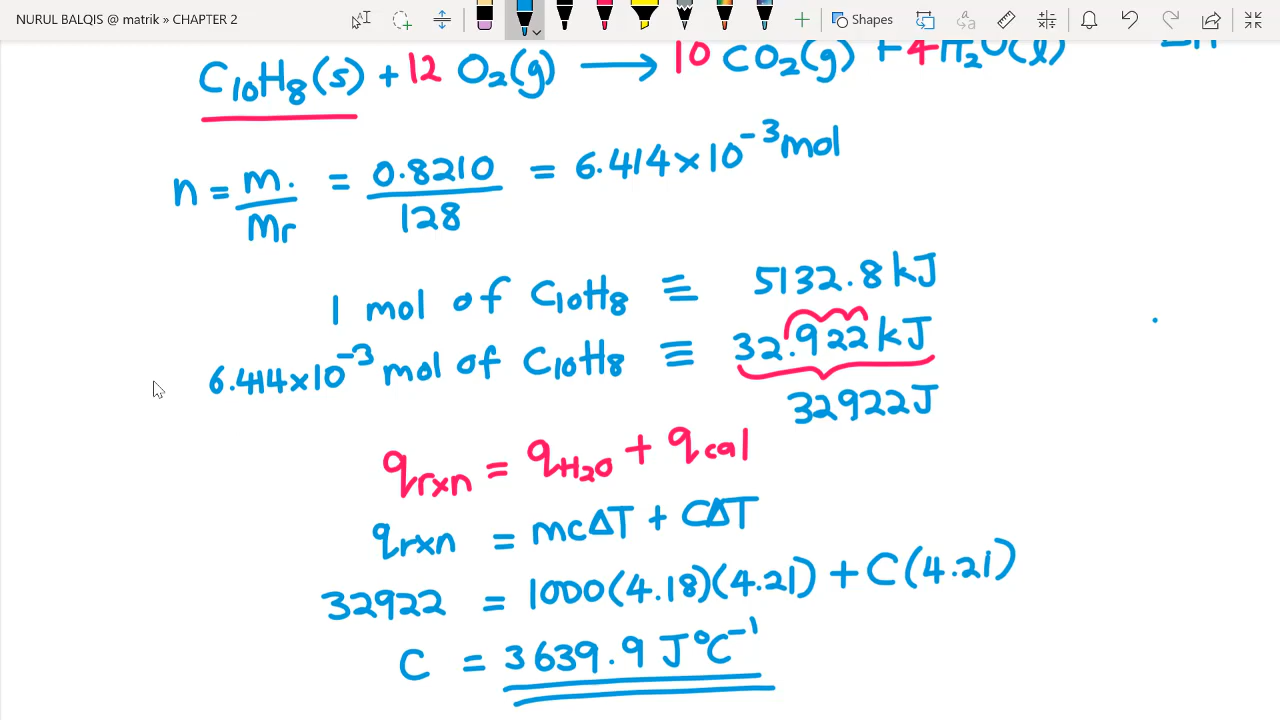 NURUL BALQIS @ matrik » CHAPTER 2
Shapes
C10H8(s) + 12 O2(g) → 10 CO2(g) + 4H2O(l)
n = m. / Mr = 0.8210 / 128 = 6.414 × 10⁻³ mol
1 mol of C10H8 ≡ 5132.8 kJ
6.414×10⁻³ mol of C10H8 ≡ 32.922 kJ
32922 J
qrxn = qH2O + qcal
qrxn = mcΔT + CΔT
32922 = 1000(4.18)(4.21) + C(4.21)
C = 3639.9 J°C⁻¹